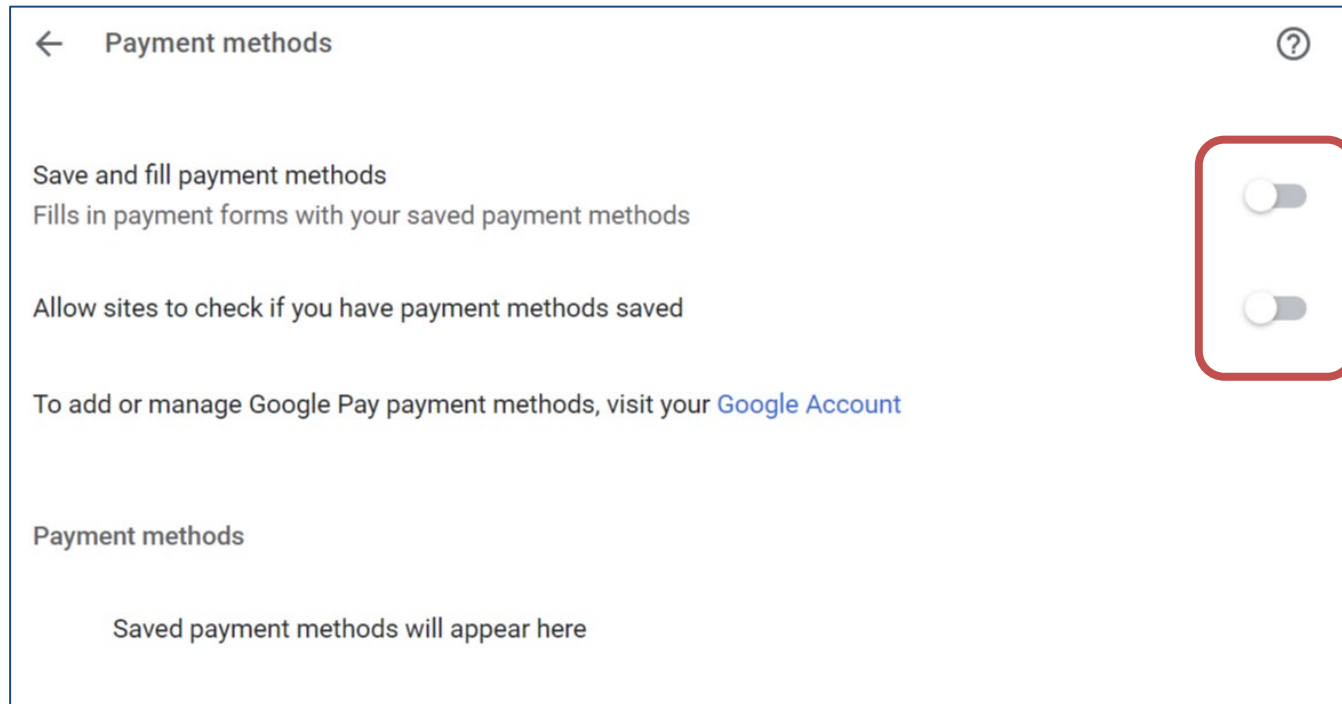 Payment methods
Save and fill payment methods
Fills in payment forms with your saved payment methods
Allow sites to check if you have payment methods saved
To add or manage Google Pay payment methods, visit your Google Account
Payment methods
Saved payment methods will appear here